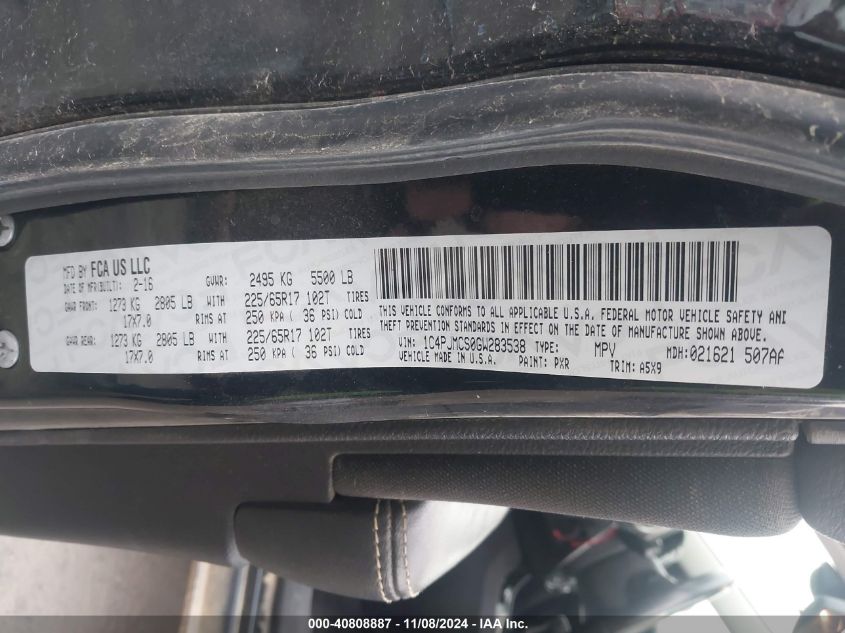 MFD BY FCA US LLC GVWR: 2495 KG 5500 LB
DATE OF MFR(BUILT): 2-16
GAWR FRONT: 1273 KG 2805 LB WITH 225/65R17 102T TIRES
17X7.0 RIMS AT 250 KPA ( 36 PSI) COLD
GAWR REAR: 1273 KG 2805 LB WITH 225/65R17 102T TIRES
17X7.0 RIMS AT 250 KPA ( 36 PSI) COLD
THIS VEHICLE CONFORMS TO ALL APPLICABLE U.S.A. FEDERAL MOTOR VEHICLE SAFETY AND
THEFT PREVENTION STANDARDS IN EFFECT ON THE DATE OF MANUFACTURE SHOWN ABOVE.
VIN: 1C4PJMCS0GW283538 TYPE: MPV MDH:021621 507AF
VEHICLE MADE IN U.S.A. PAINT: PXR TRIM: A5X9
000-40808887 - 11/08/2024 - IAA Inc.